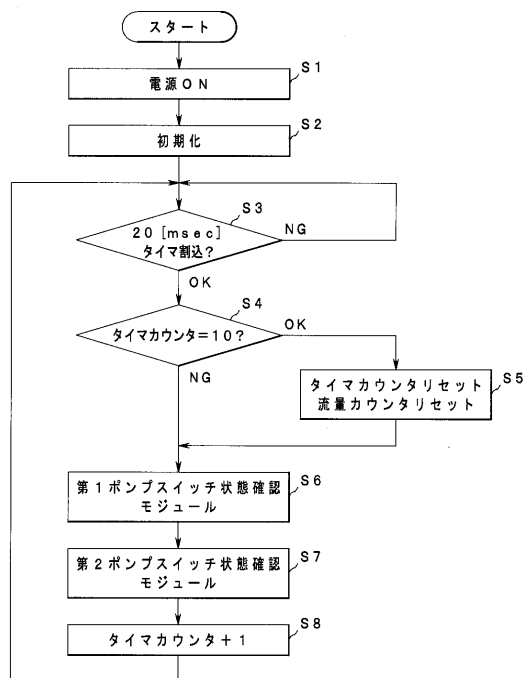 スタート
S1
電源ON
S2
初期化
S3
20[msec]
タイマ割込?
NG
OK
S4
タイマカウンタ=10?
OK
NG
S5
タイマカウンタリセット
流量カウンタリセット
S6
第1ポンプスイッチ状態確認
モジュール
S7
第2ポンプスイッチ状態確認
モジュール
S8
タイマカウンタ+1